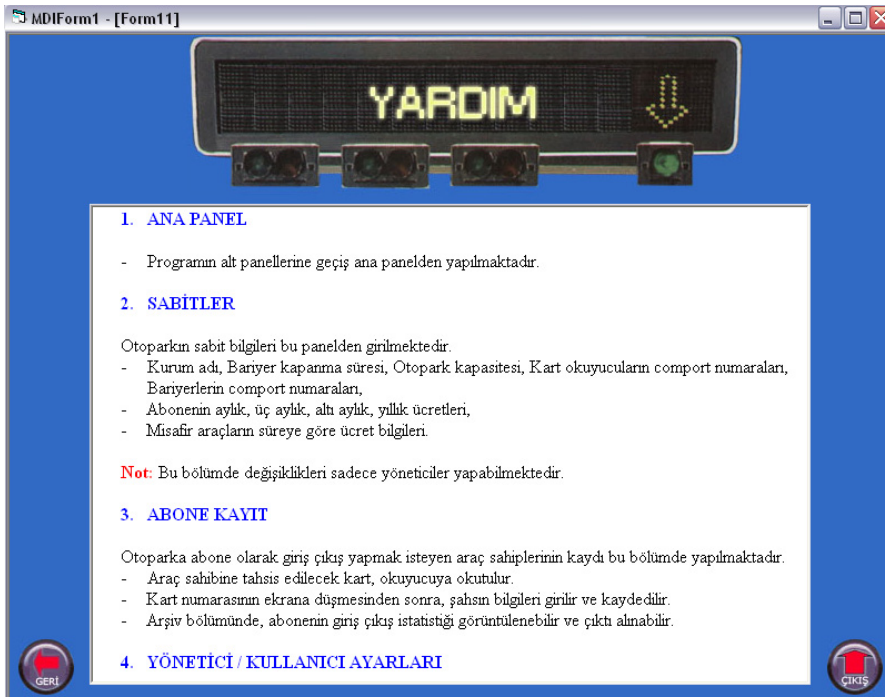 MDIForm1 - [Form11]
YARDIM
1. ANA PANEL
- Programın alt panellerine geçiş ana panelden yapılmaktadır.
2. SABİTLER
Otoparkın sabit bilgileri bu panelden girilmektedir.
- Kurum adı, Bariyer kapanma süresi, Otopark kapasitesi, Kart okuyucuların comport numaraları,
Bariyerlerin comport numaraları,
- Abonenin aylık, üç aylık, altı aylık, yıllık ücretleri,
- Misafir araçların süreye göre ücret bilgileri.
Not: Bu bölümde değişiklikleri sadece yöneticiler yapabilmektedir.
3. ABONE KAYIT
Otoparka abone olarak giriş çıkış yapmak isteyen araç sahiplerinin kaydı bu bölümde yapılmaktadır.
- Araç sahibine tahsis edilecek kart, okuyucuya okutulur.
- Kart numarasının ekrana düşmesinden sonra, şahsın bilgileri girilir ve kaydedilir.
- Arşiv bölümünde, abonenin giriş çıkış istatistiği görüntülenebilir ve çıktı alınabilir.
4. YÖNETİCİ / KULLANICI AYARLARI
GERİ
ÇIKIŞ